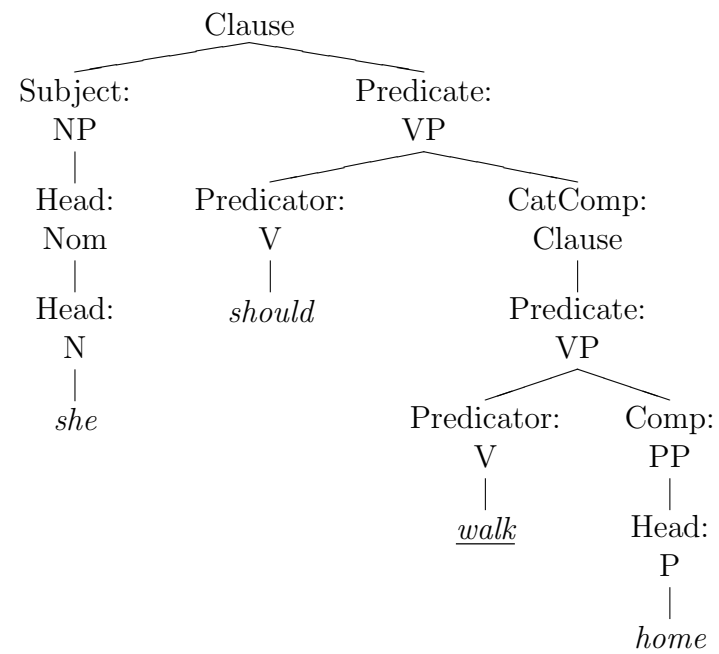 Clause
Subject: Predicate:
NP VP
Head: Predicator: CatComp:
Nom V Clause
Head: should Predicate:
N VP
she Predicator: Comp:
V PP
walk Head:
P
home